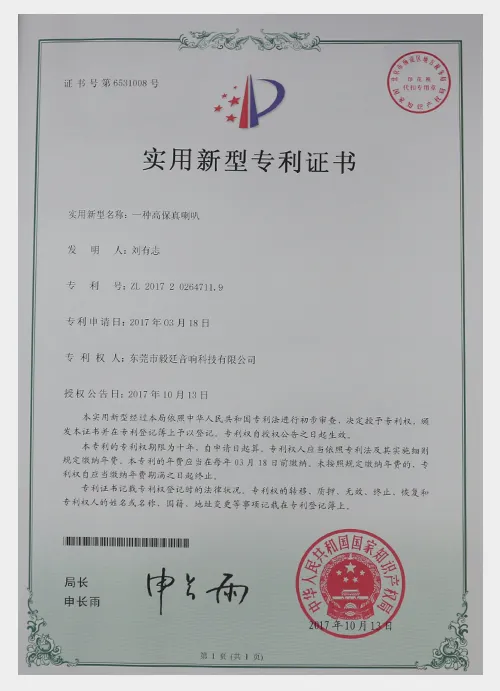 证书号第6531008号
印花税
代扣专用章
国家知识产权局
实用新型专利证书
实用新型名称：一种高保真喇叭
发明人：刘有志
专利号：ZL 2017 2 0264711.9
专利申请日：2017年03月18日
专利权人：东莞市毅廷音响科技有限公司
授权公告日：2017年10月13日
本实用新型经过本局依照中华人民共和国专利法进行初步审查，决定授予专利权，颁
发本证书并在专利登记簿上予以登记。专利权自授权公告之日起生效。
本专利的专利权期限为十年，自申请日起算。专利权人应当依照专利法及其实施细则
规定缴纳年费。本专利的年费应当在每年03月18日前缴纳。未按照规定缴纳年费的，专
利权自应当缴纳年费期满之日起终止。
专利证书记载专利权登记时的法律状况。专利权的转移、质押、无效、终止、恢复和
专利权人的姓名或名称、国籍、地址变更等事项记载在专利登记簿上。
局长
申长雨
申长雨
中华人民共和国国家知识产权局
2017年10月13日
第1页（共1页）